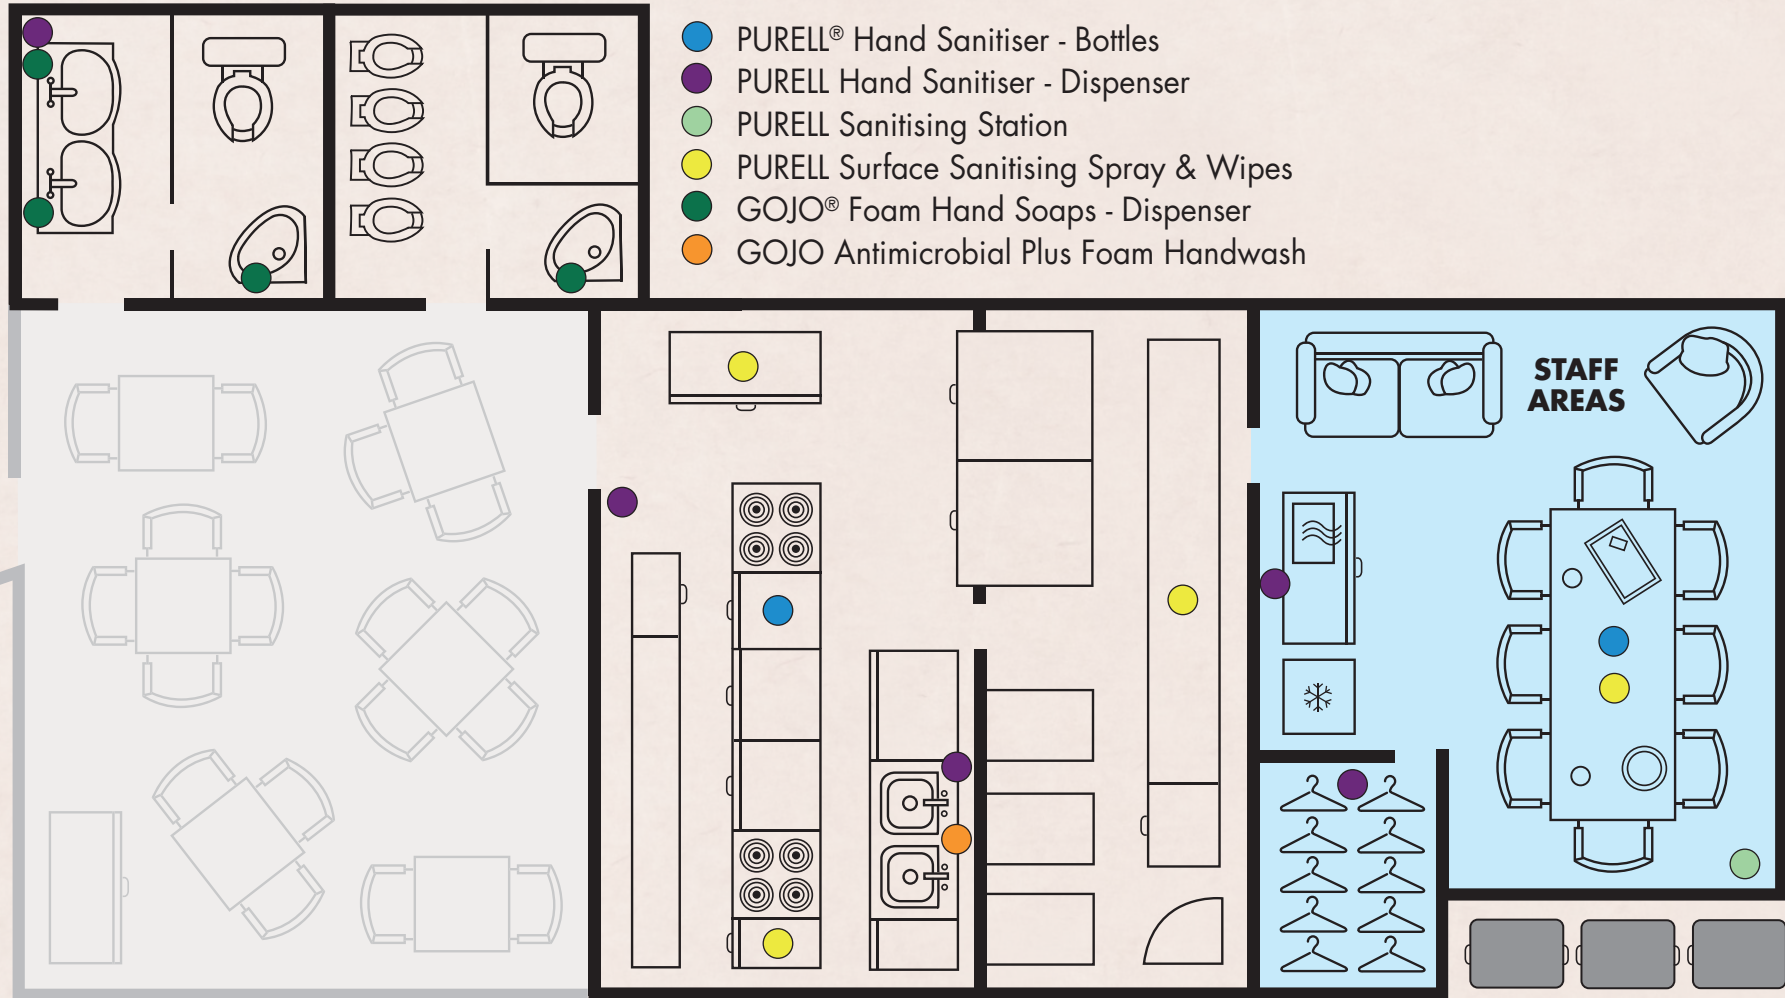 PURELL® Hand Sanitiser - Bottles
PURELL Hand Sanitiser - Dispenser
PURELL Sanitising Station
PURELL Surface Sanitising Spray & Wipes
GOJO® Foam Hand Soaps - Dispenser
GOJO Antimicrobial Plus Foam Handwash
STAFF
AREAS